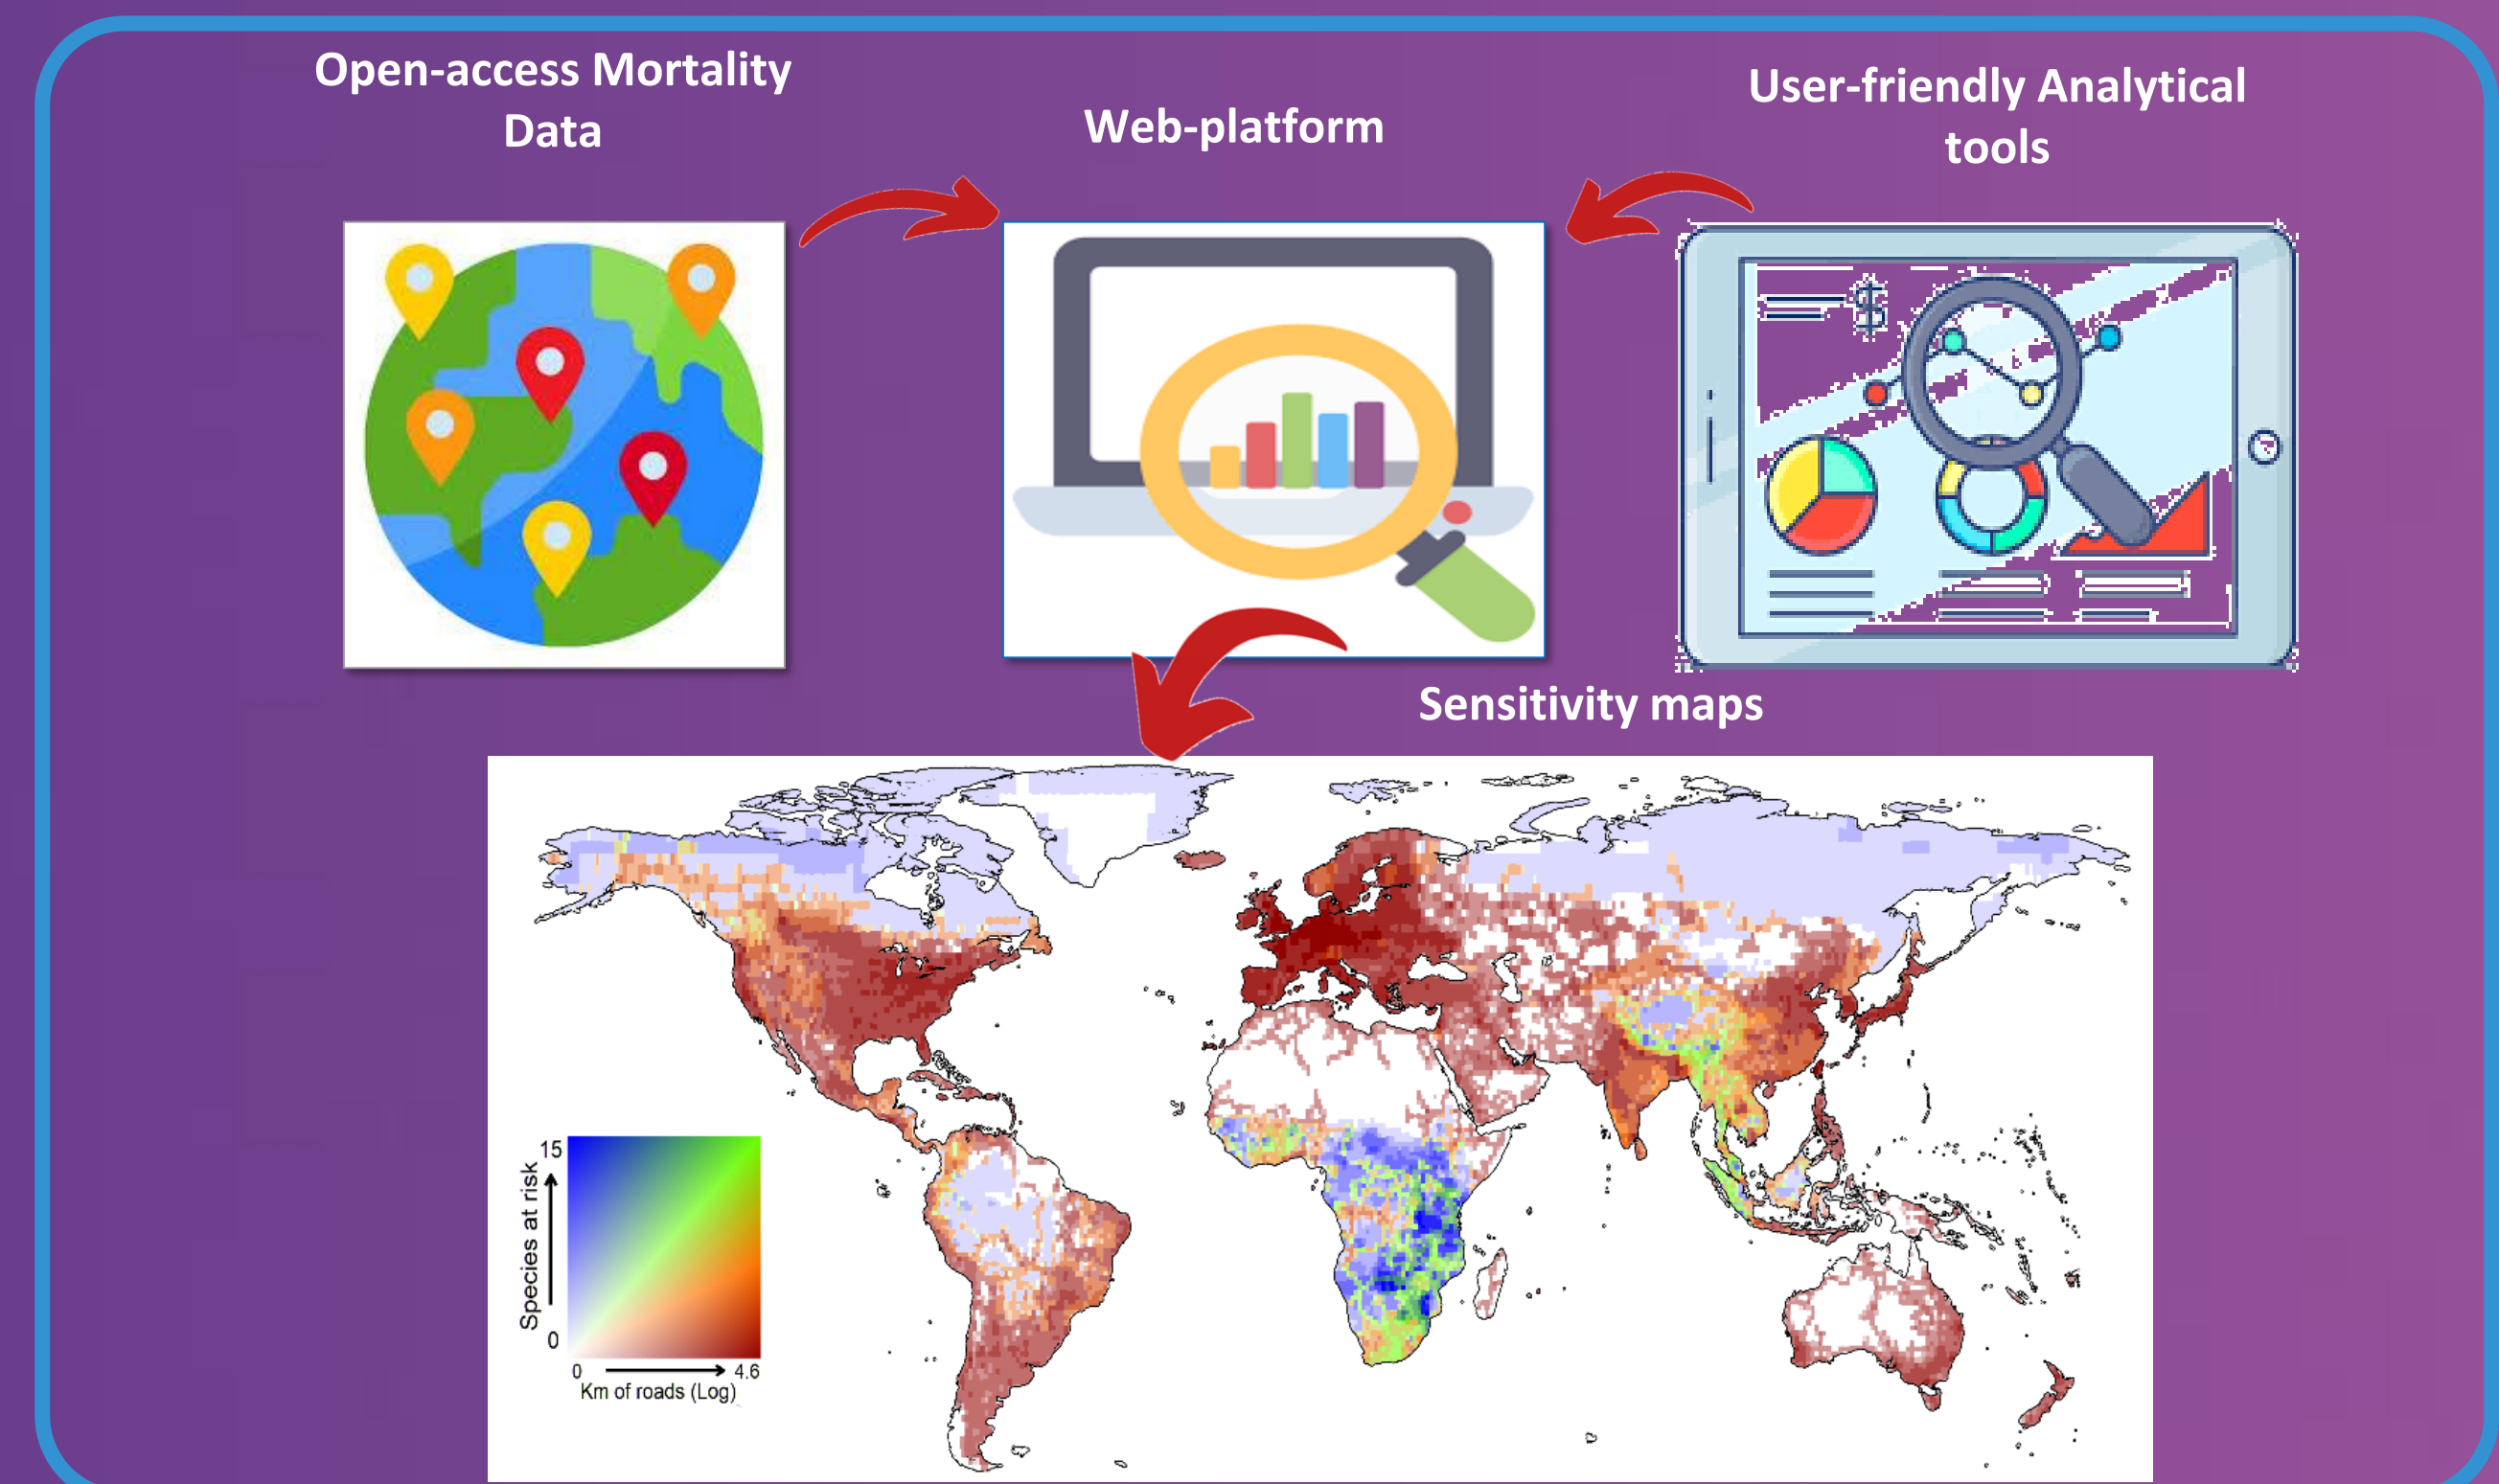 Open-access Mortality
Data
Web-platform
User-friendly Analytical
tools
$
Sensitivity maps
15
Species at risk
0
0
4.6
Km of roads (Log)